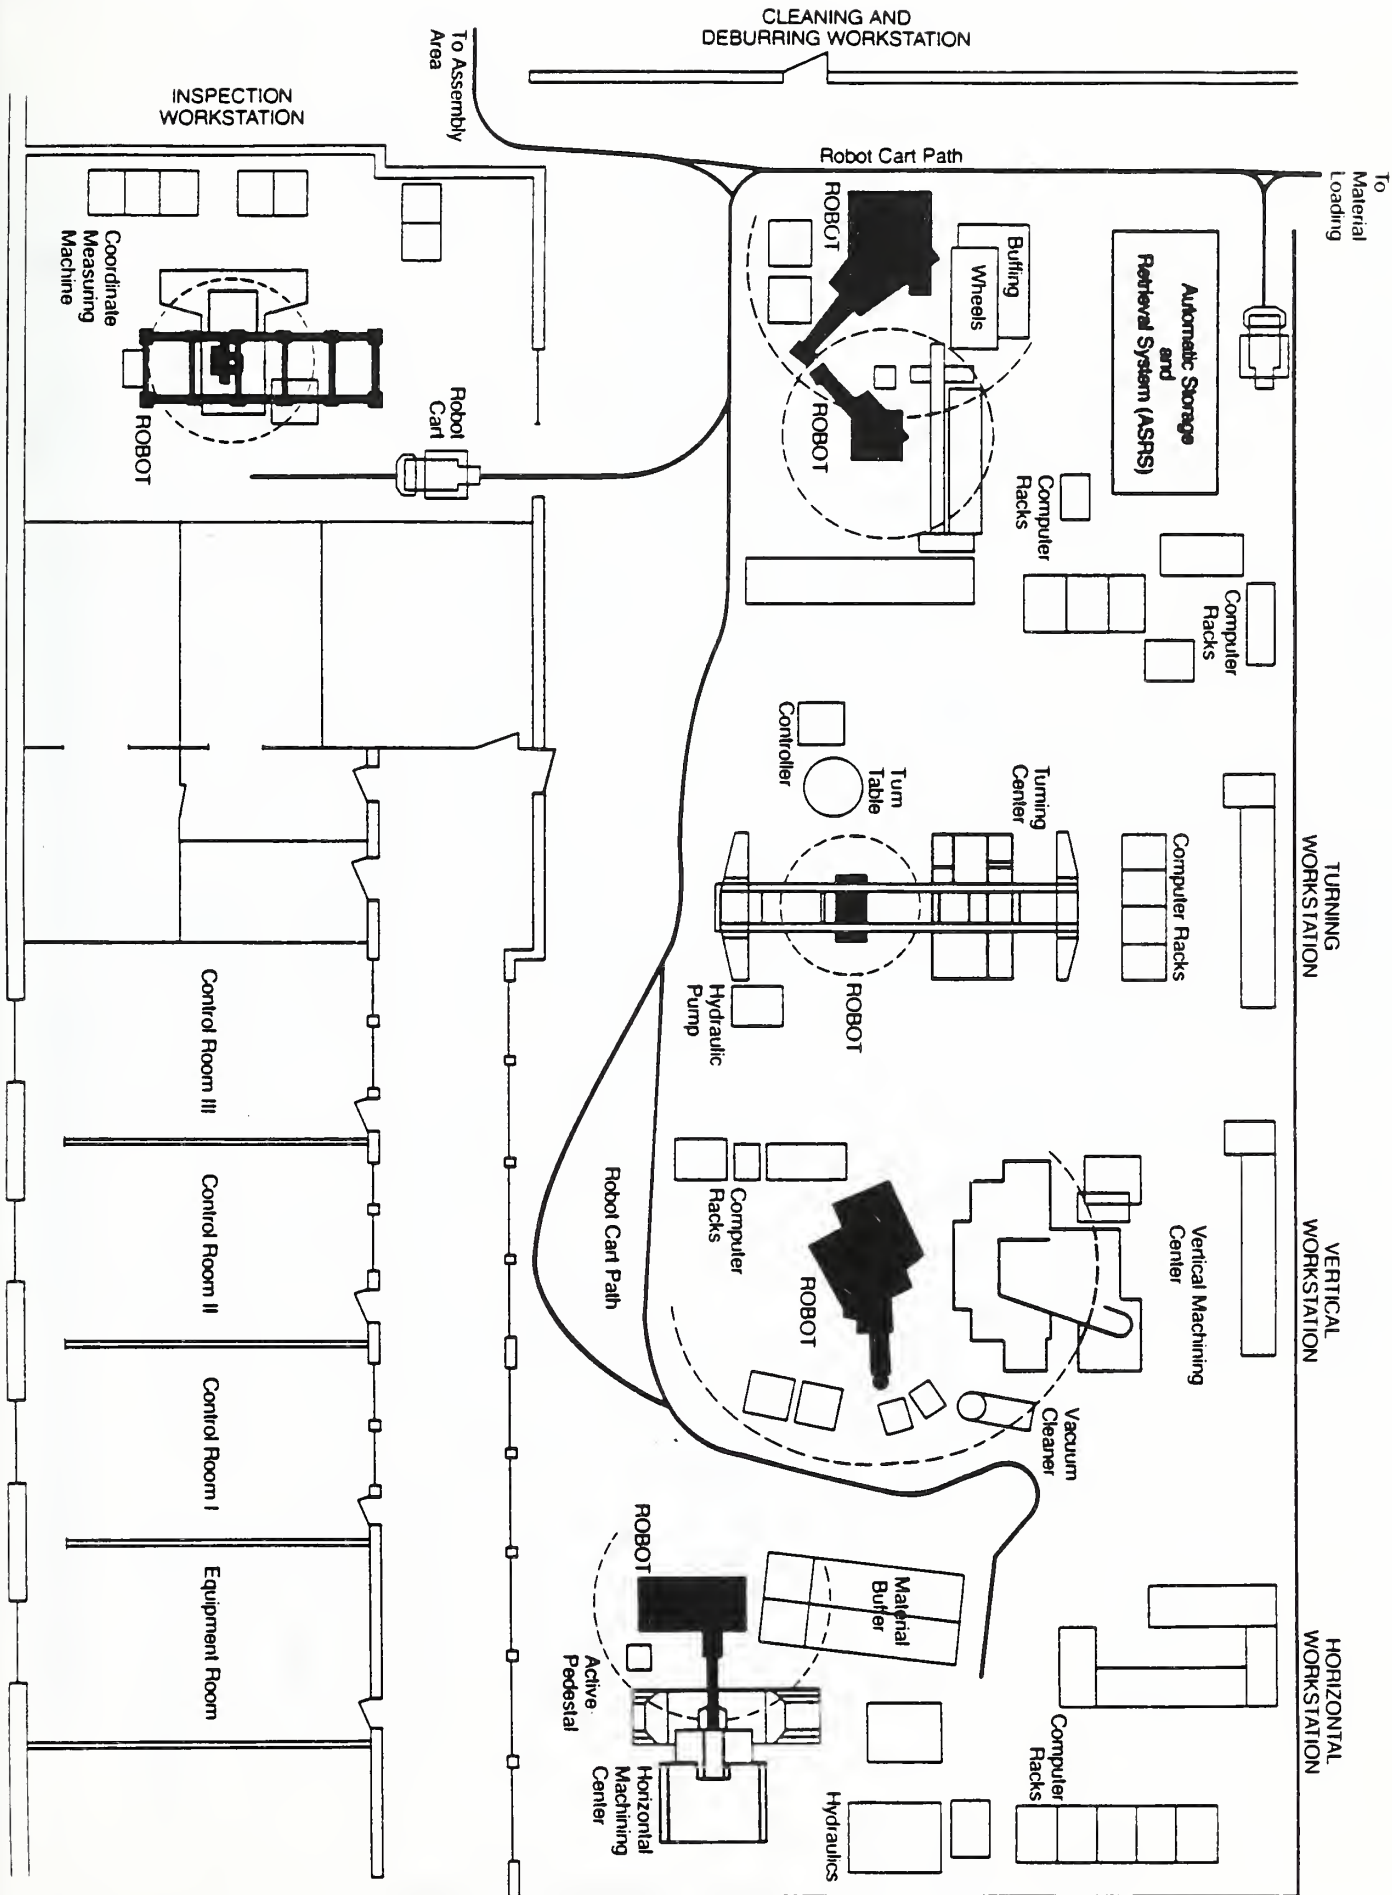 CLEANING AND
DEBURRING WORKSTATION
INSPECTION
WORKSTATION
To Assembly
Area
Robot Cart Path
To
Material
Loading
ROBOT
Buffing
Wheels
Automatic Storage
and
Retrieval System (ASRS)
Coordinate
Measuring
Machine
ROBOT
Robot
Cart
ROBOT
Computer
Racks
Computer
Racks
Controller
Turn
Table
Turning
Center
Computer Racks
TURNING
WORKSTATION
Hydraulic
Pump
ROBOT
Control Room III
Robot Cart Path
Computer
Racks
ROBOT
Vertical Machining
Center
VERTICAL
WORKSTATION
Control Room II
Vacuum
Cleaner
Control Room I
ROBOT
Material
Buffer
Equipment Room
Active
Pedestal
Horizontal
Machining
Center
Hydraulics
Computer
Racks
HORIZONTAL
WORKSTATION